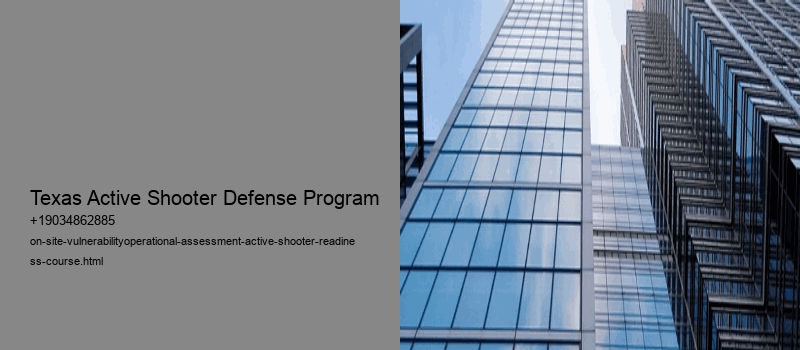 Texas Active Shooter Defense Program
+19034862885
on-site-vulnerabilityoperational-assessment-active-shooter-readine
ss-course.html